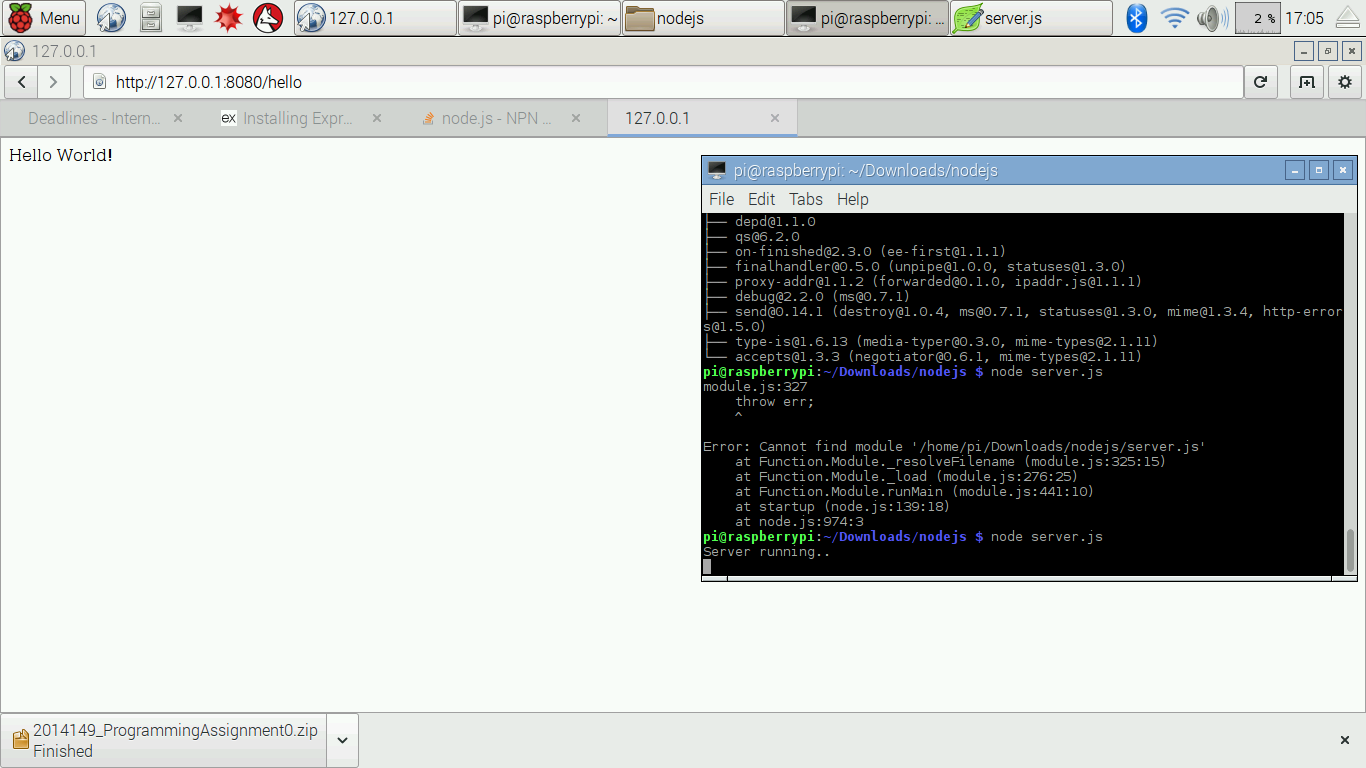 Menu 127.0.0.1 pi@raspberrypi: ~ nodejs pi@raspberrypi: ... server.js 2 % 17:05
127.0.0.1
http://127.0.0.1:8080/hello
Deadlines - Intern... ex Installing Expr... node.js - NPN ... 127.0.0.1
Hello World!
pi@raspberrypi: ~/Downloads/nodejs
File Edit Tabs Help
├── depd@1.1.0
├── qs@6.2.0
├── on-finished@2.3.0 (ee-first@1.1.1)
├── finalhandler@0.5.0 (unpipe@1.0.0, statuses@1.3.0)
├── proxy-addr@1.1.2 (forwarded@0.1.0, ipaddr.js@1.1.1)
├── debug@2.2.0 (ms@0.7.1)
├── send@0.14.1 (destroy@1.0.4, ms@0.7.1, statuses@1.3.0, mime@1.3.4, http-error
s@1.5.0)
├── type-is@1.6.13 (media-typer@0.3.0, mime-types@2.1.11)
└── accepts@1.3.3 (negotiator@0.6.1, mime-types@2.1.11)
pi@raspberrypi:~/Downloads/nodejs $ node server.js
module.js:327
    throw err;
    ^
Error: Cannot find module '/home/pi/Downloads/nodejs/server.js'
    at Function.Module._resolveFilename (module.js:325:15)
    at Function.Module._load (module.js:276:25)
    at Function.Module.runMain (module.js:441:10)
    at startup (node.js:139:18)
    at node.js:974:3
pi@raspberrypi:~/Downloads/nodejs $ node server.js
Server running..
2014149_ProgrammingAssignment0.zip
Finished